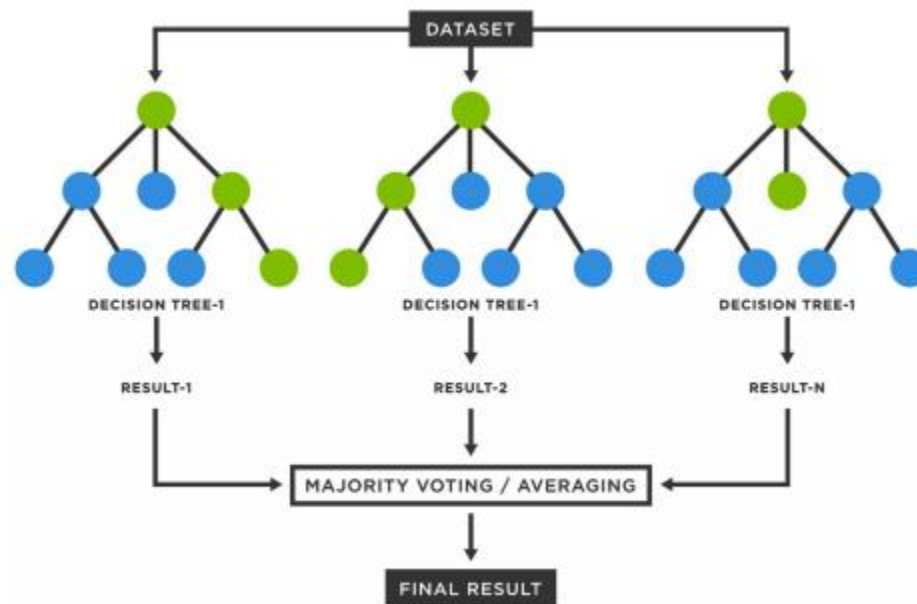 DATASET
DECISION TREE-1
DECISION TREE-1
DECISION TREE-1
RESULT-1
RESULT-2
RESULT-N
MAJORITY VOTING / AVERAGING
FINAL RESULT